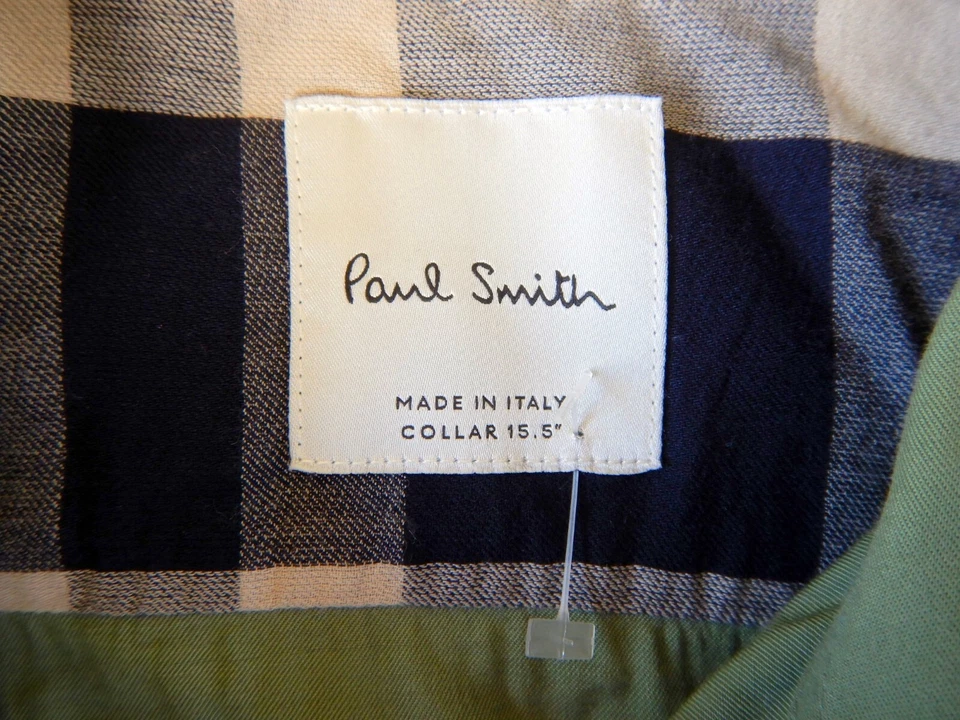 Paul Smith
MADE IN ITALY
COLLAR 15.5"